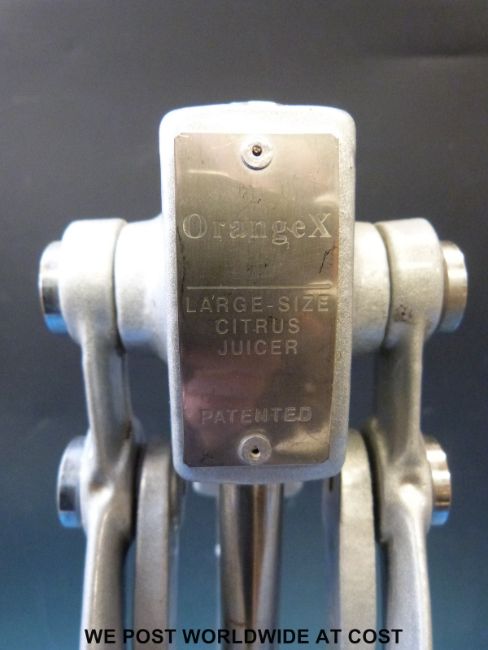 OrangeX
LARGE-SIZE
CITRUS
JUICER
PATENTED
WE POST WORLDWIDE AT COST